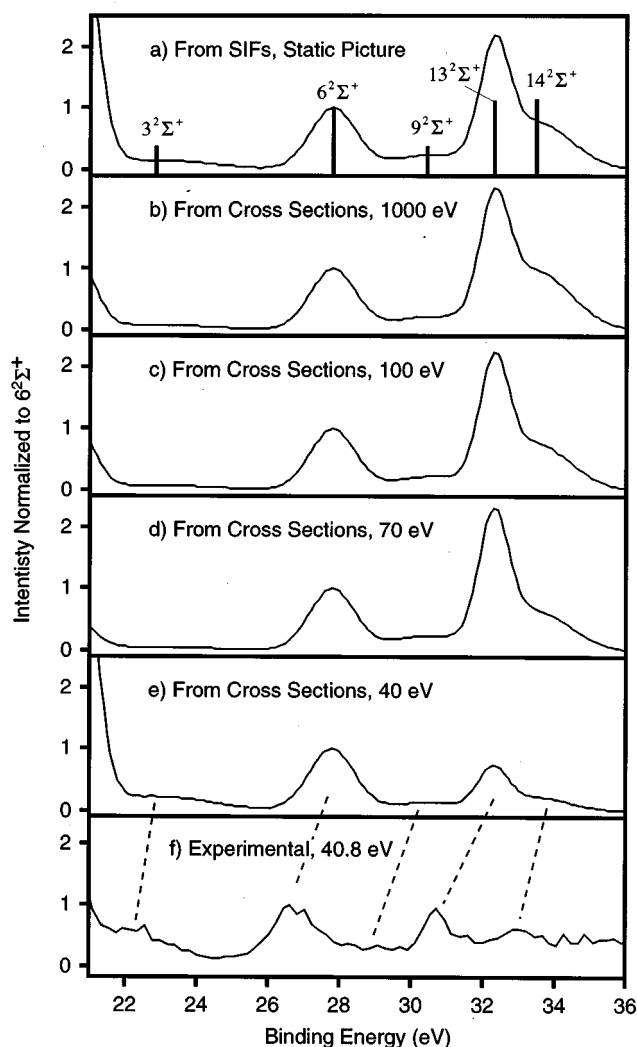 Intentisty Normalized to 6²Σ⁺
2
1
0
a) From SIFs, Static Picture
3²Σ⁺
6²Σ⁺
9²Σ⁺
13²Σ⁺
14²Σ⁺
2
1
0
b) From Cross Sections, 1000 eV
2
1
0
c) From Cross Sections, 100 eV
2
1
0
d) From Cross Sections, 70 eV
2
1
0
e) From Cross Sections, 40 eV
2
1
0
f) Experimental, 40.8 eV
22 24 26 28 30 32 34 36
Binding Energy (eV)